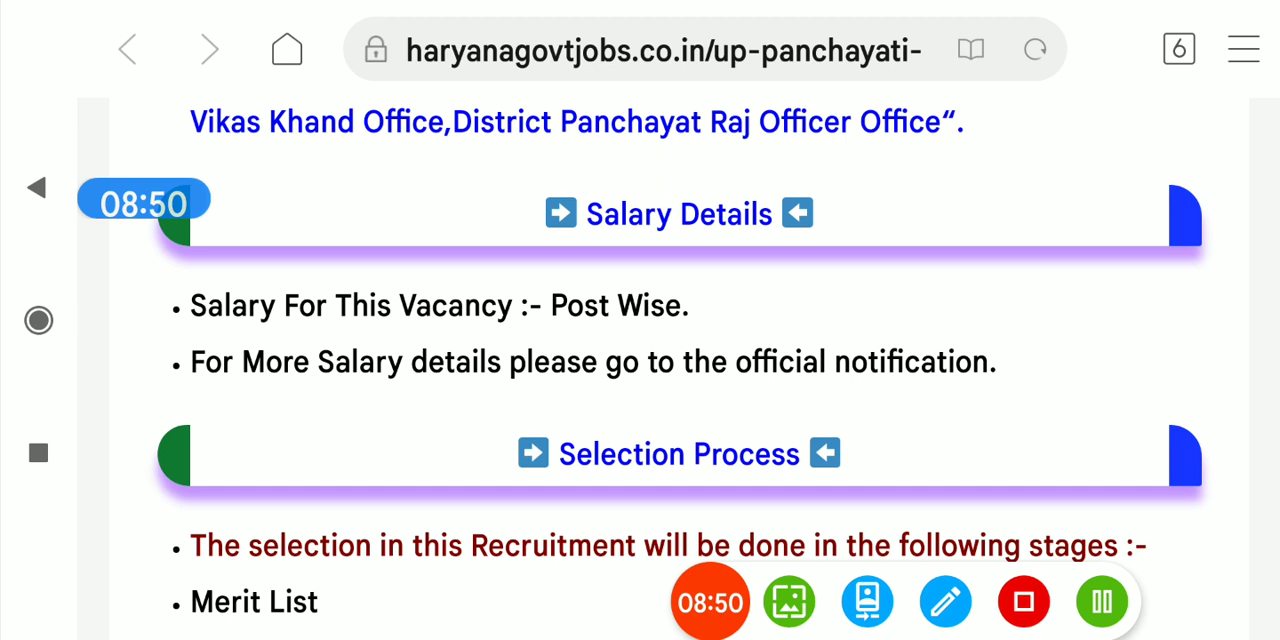 haryanagovtjobs.co.in/up-panchayati-
6
Vikas Khand Office,District Panchayat Raj Officer Office“.
08:50
➡ Salary Details ⬅
• Salary For This Vacancy :- Post Wise.
• For More Salary details please go to the official notification.
➡ Selection Process ⬅
• The selection in this Recruitment will be done in the following stages :-
• Merit List
08:50